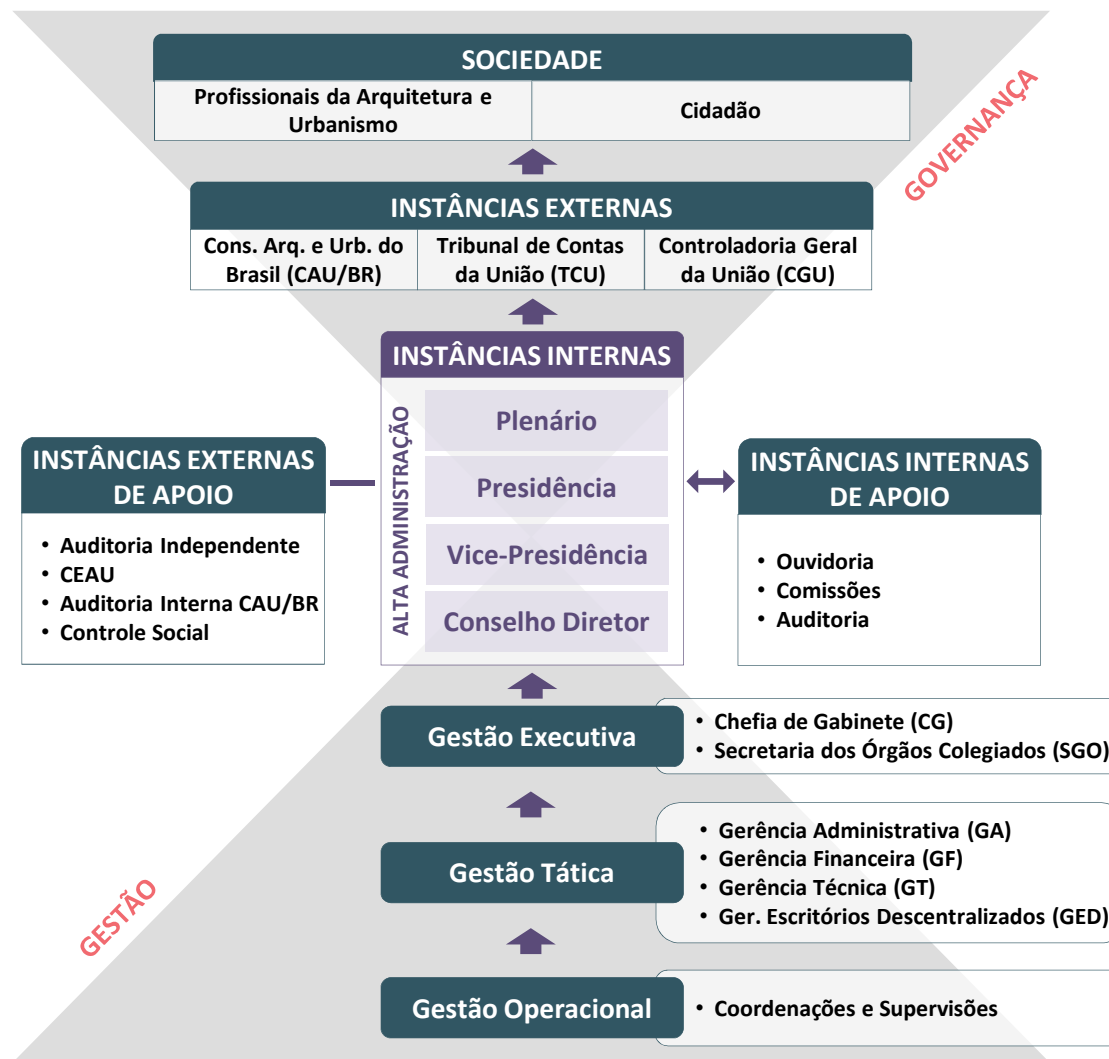 SOCIEDADE
Profissionais da Arquitetura e
Urbanismo
Cidadão
GOVERNANÇA
INSTÂNCIAS EXTERNAS
Cons. Arq. e Urb. do
Brasil (CAU/BR)
Tribunal de Contas
da União (TCU)
Controladoria Geral
da União (CGU)
INSTÂNCIAS INTERNAS
ALTA ADMINISTRAÇÃO
Plenário
Presidência
Vice-Presidência
Conselho Diretor
INSTÂNCIAS EXTERNAS
DE APOIO
• Auditoria Independente
• CEAU
• Auditoria Interna CAU/BR
• Controle Social
INSTÂNCIAS INTERNAS
DE APOIO
• Ouvidoria
• Comissões
• Auditoria
Gestão Executiva
• Chefia de Gabinete (CG)
• Secretaria dos Órgãos Colegiados (SGO)
Gestão Tática
• Gerência Administrativa (GA)
• Gerência Financeira (GF)
• Gerência Técnica (GT)
• Ger. Escritórios Descentralizados (GED)
GESTÃO
Gestão Operacional
• Coordenações e Supervisões